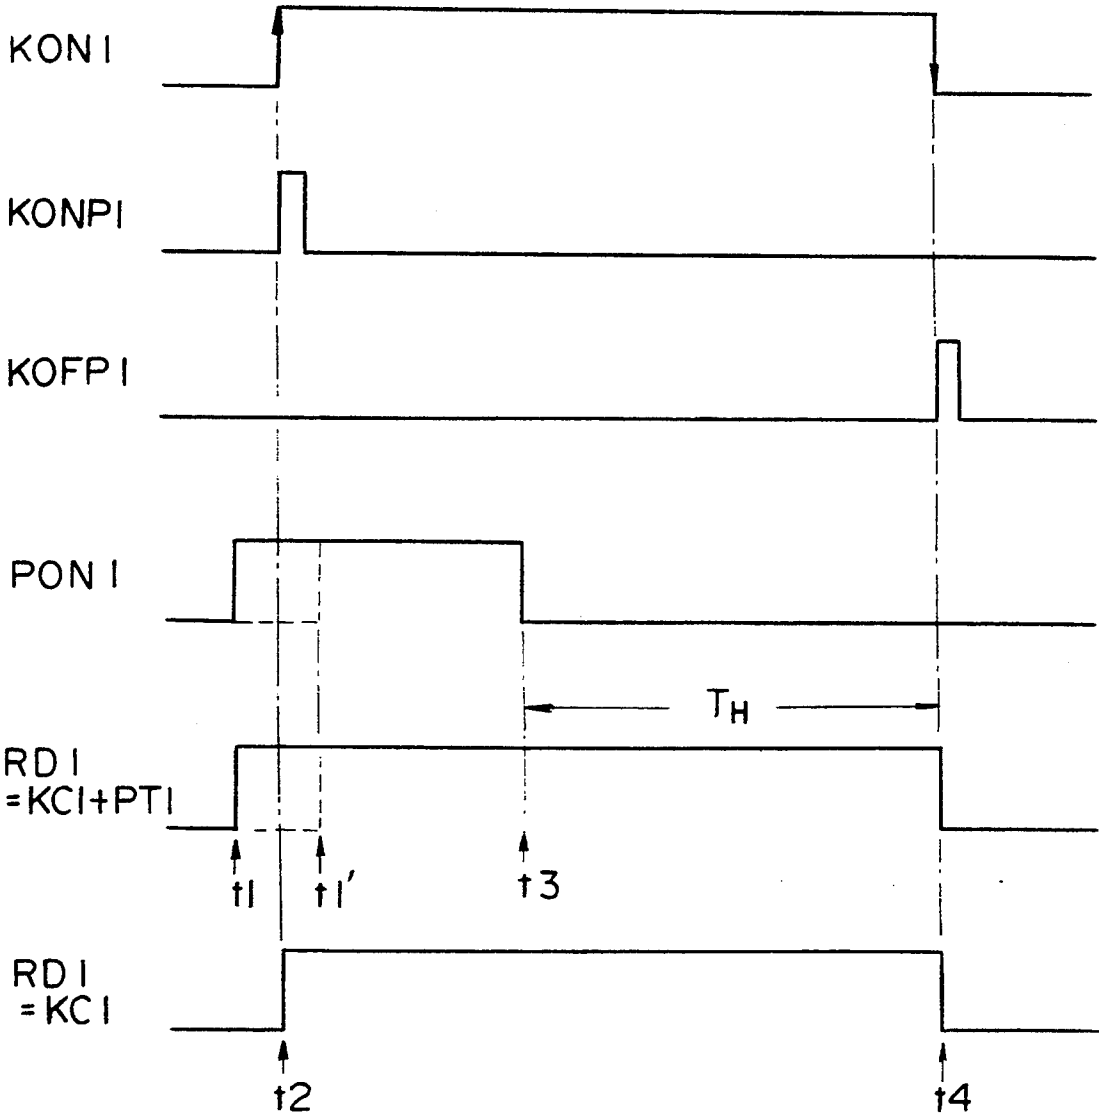 KON1
KONP1
KOFP1
PON1
TH
RD1
=KC1+PT1
t1
t1'
t3
RD1
=KC1
t2
t4